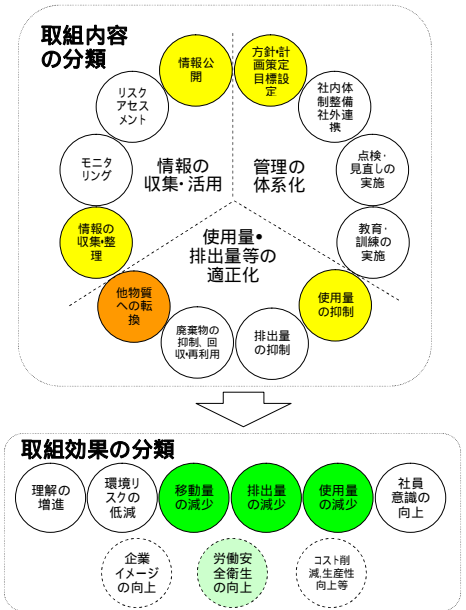 取組内容
の分類
情報公
開
方針・計
画策定
目標設
定
リスク
アセス
メント
社内体
制整備
社外連
携
モニタ
リング
情報の
収集・活用
管理の
体系化
点検・
見直しの
実施
情報の
収集・整
理
使用量・
排出量等の
適正化
教育・
訓練の
実施
他物質
への転
換
使用量
の抑制
廃棄物の
抑制、回
収・再利用
排出量
の抑制
取組効果の分類
理解の
増進
環境リ
スクの
低減
移動量
の減少
排出量
の減少
使用量
の減少
社員
意識の
向上
企業
イメージ
の向上
労働安
全衛生
の向上
コスト削
減,生産性
向上等